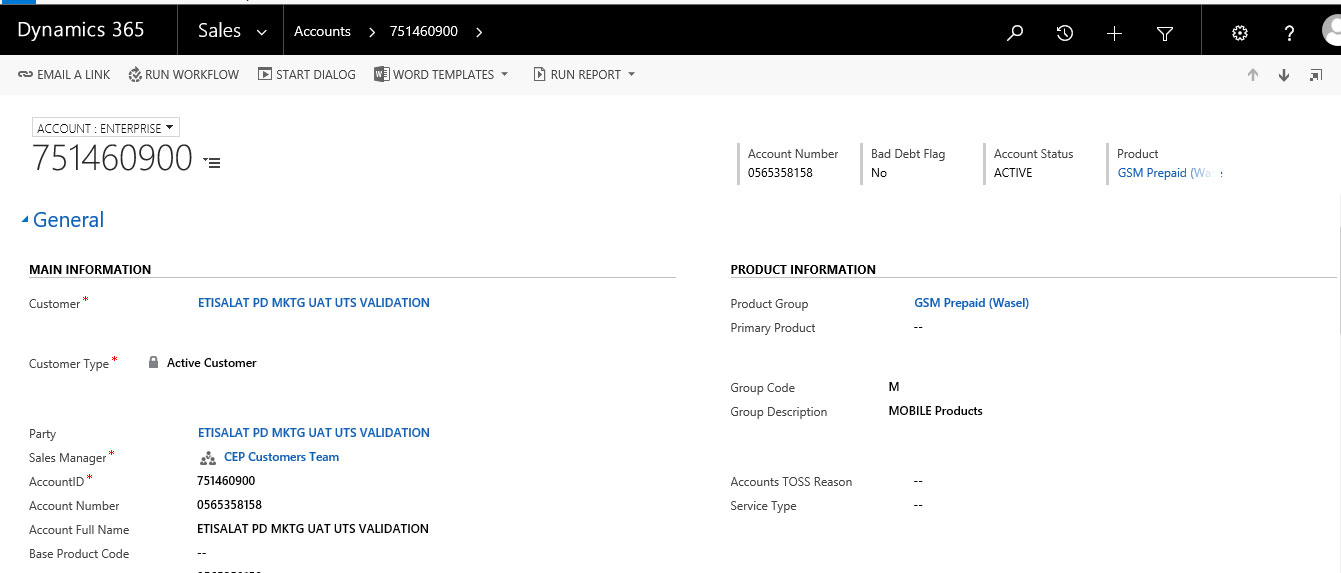 Dynamics 365 Sales Accounts 751460900
EMAIL A LINK RUN WORKFLOW START DIALOG WORD TEMPLATES RUN REPORT
ACCOUNT : ENTERPRISE
751460900
Account Number
0565358158
Bad Debt Flag
No
Account Status
ACTIVE
Product
GSM Prepaid (Wa
General
MAIN INFORMATION
Customer* ETISALAT PD MKTG UAT UTS VALIDATION
Customer Type* Active Customer
Party ETISALAT PD MKTG UAT UTS VALIDATION
Sales Manager* CEP Customers Team
AccountID* 751460900
Account Number 0565358158
Account Full Name ETISALAT PD MKTG UAT UTS VALIDATION
Base Product Code --
PRODUCT INFORMATION
Product Group GSM Prepaid (Wasel)
Primary Product --
Group Code M
Group Description MOBILE Products
Accounts TOSS Reason --
Service Type --